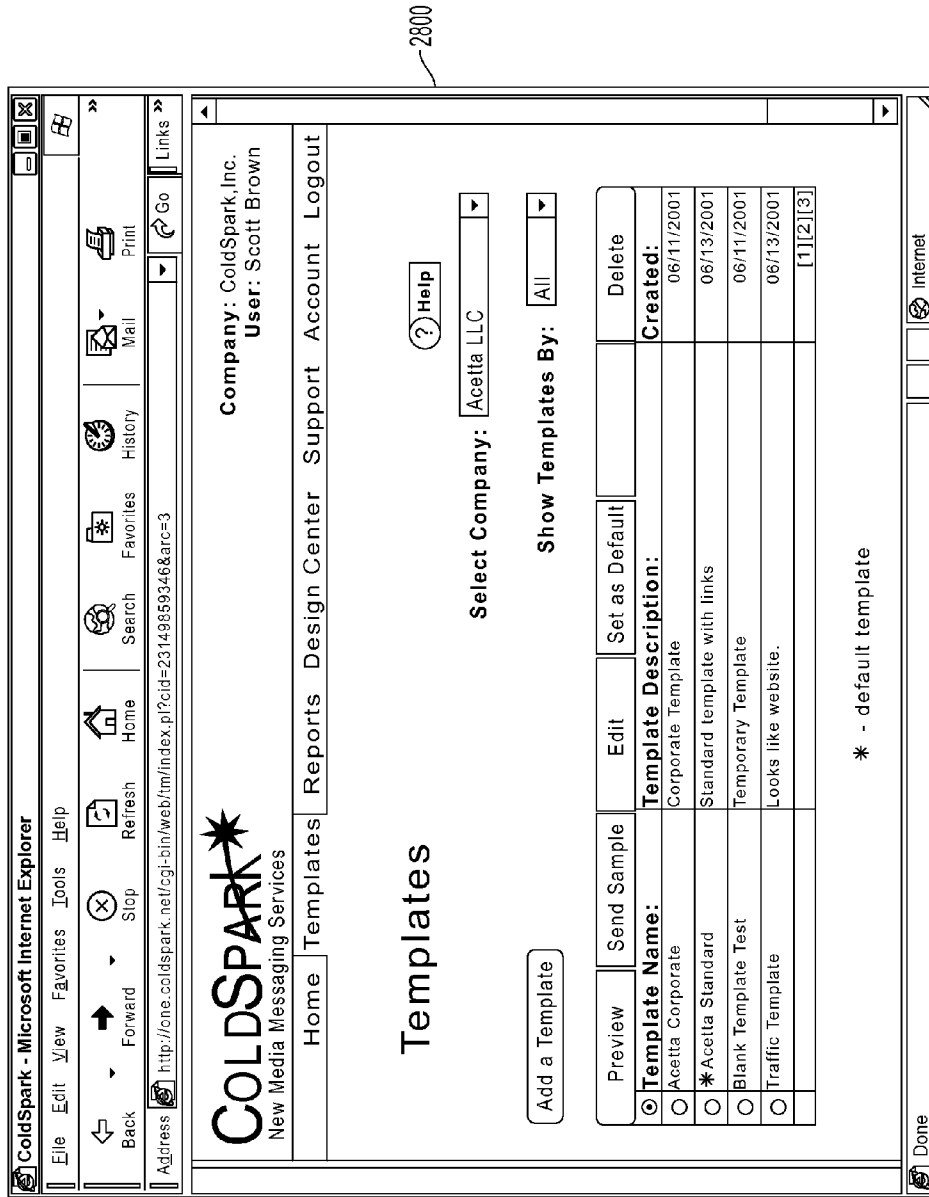 ColdSpark - Microsoft Internet Explorer
File Edit View Favorites Tools Help
Back Forward Stop Refresh Home Search Favorites History Mail Print »
Address http://one.coldspark.net/cgi-bin/web/tm/index.pl?cid=23149859346&arc=3 Go Links »
COLDSPARK
New Media Messaging Services
Company: ColdSpark,Inc.
User: Scott Brown
Home Templates Reports Design Center Support Account Logout
Templates
? Help
Select Company: Acetta LLC
Add a Template
Show Templates By: All
Preview Send Sample Edit Set as Default Delete
Template Name: Template Description: Created:
Acetta Corporate Corporate Template 06/11/2001
*Acetta Standard Standard template with links 06/13/2001
Blank Template Test Temporary Template 06/11/2001
Traffic Template Looks like website. 06/13/2001
[1][2][3]
* - default template
Done Internet
2800